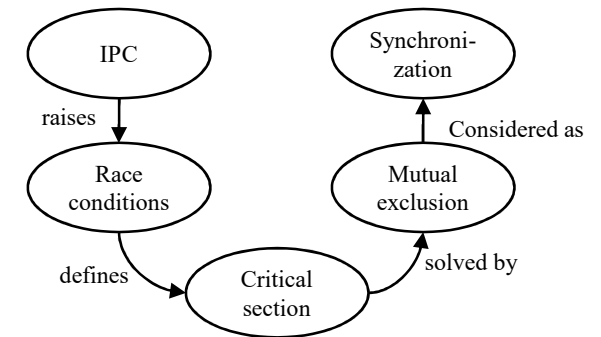 IPC
raises
Race
conditions
defines
Critical
section
solved by
Mutual
exclusion
Considered as
Synchroni-
zation